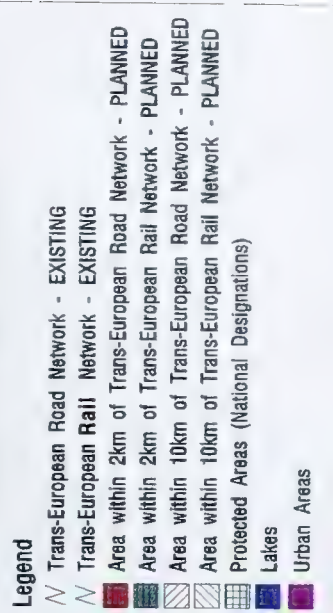 Legend
Trans-European Road Network - EXISTING
Trans-European Rail Network - EXISTING
Area within 2km of Trans-European Road Network - PLANNED
Area within 2km of Trans-European Rail Network - PLANNED
Area within 10km of Trans-European Road Network - PLANNED
Area within 10km of Trans-European Rail Network - PLANNED
Protected Areas (National Designations)
Lakes
Urban Areas